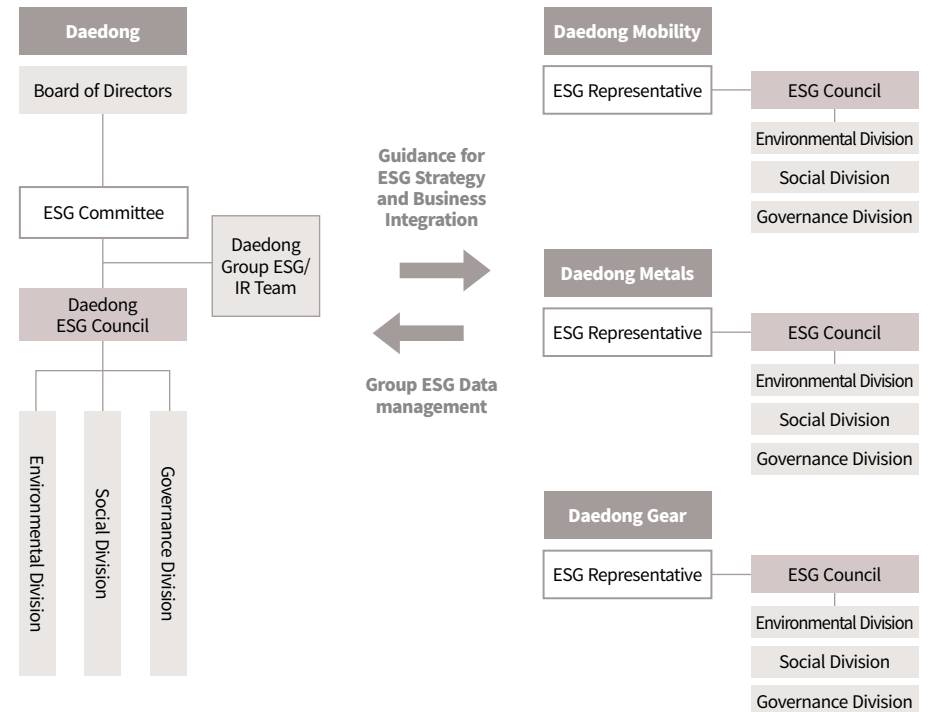 Daedong
Board of Directors
ESG Committee
Daedong
Group ESG/
IR Team
Daedong
ESG Council
Environmental Division
Social Division
Governance Division
Guidance for
ESG Strategy
and Business
Integration
Group ESG Data
management
Daedong Mobility
ESG Representative
ESG Council
Environmental Division
Social Division
Governance Division
Daedong Metals
ESG Representative
ESG Council
Environmental Division
Social Division
Governance Division
Daedong Gear
ESG Representative
ESG Council
Environmental Division
Social Division
Governance Division